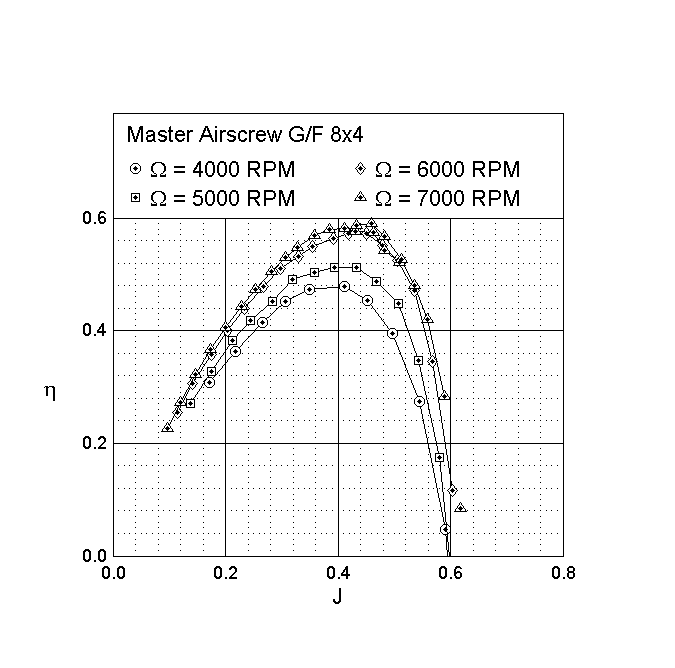 Master Airscrew G/F 8x4
Ω = 4000 RPM
Ω = 6000 RPM
Ω = 5000 RPM
Ω = 7000 RPM
0.6
0.4
η
0.2
0.0
0.0 0.2 0.4 0.6 0.8
J